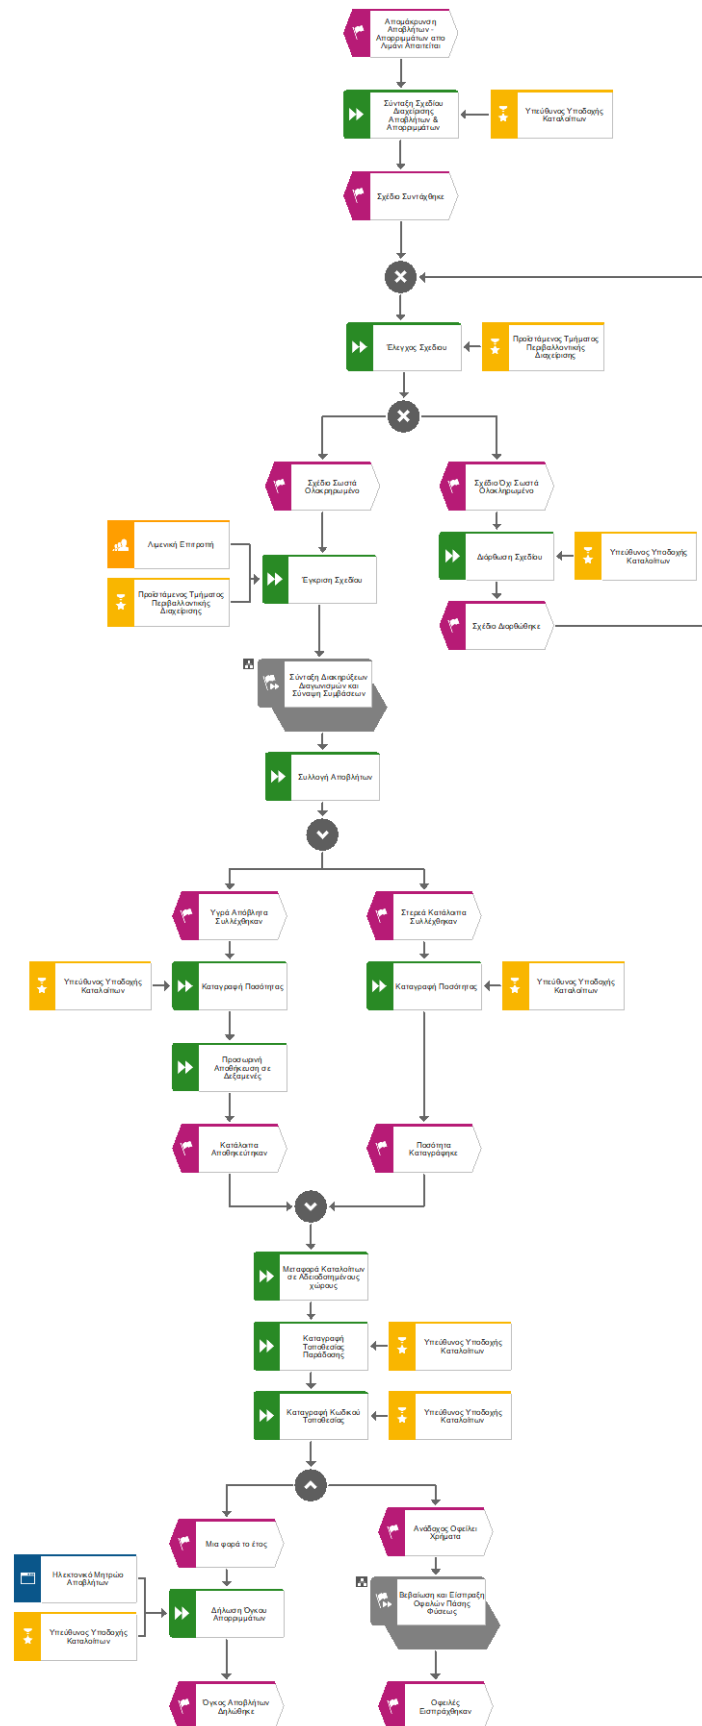 Απομάκρυνση
Αποβλήτων -
Απορριμμάτων απο
Λιμάνι Απαιτείται
Σύνταξη Σχεδίου
Διαχείρισης
Αποβλήτων &
Απορριμμάτων
Υπεύθυνος Υποδοχής
Καταλοίπων
Σχέδιο Συντάχθηκε
Έλεγχος Σχεδιου
Προϊστάμενος Τμήματος
Περιβαλλοντικής
Διαχείρισης
Σχέδιο Σωστά
Ολοκρηρωμένο
Σχέδιο Όχι Σωστά
Ολοκληρωμένο
Λιμενική Επιτροπή
Προϊστάμενος Τμήματος
Περιβαλλοντικής
Διαχείρισης
Έγκριση Σχεδίου
Διόρθωση Σχεδίου
Υπεύθυνος Υποδοχής
Καταλοίπων
Σχέδιο Διορθώθηκε
Σύνταξη Διακηρύξεων
Διαγωνισμών και
Σύναψη Συμβάσεων
Συλλογή Αποβλήτων
Υγρά Απόβλητα
Συλλέχθηκαν
Στερεά Κατάλοιπα
Συλλέχθηκαν
Υπεύθυνος Υποδοχής
Καταλοίπων
Καταγραφή Ποσότητας
Καταγραφή Ποσότητας
Υπεύθυνος Υποδοχής
Καταλοίπων
Προσωρινή
Αποθήκευση σε
Δεξαμενές
Κατάλοιπα
Αποθηκεύτηκαν
Ποσότητα
Καταγράφηκε
Μεταφορά Καταλοίπων
σε Αδειοδοτημένους
χώρους
Καταγραφή
Τοποθεσίας
Παράδοσης
Υπεύθυνος Υποδοχής
Καταλοίπων
Καταγραφή Κωδικού
Τοποθεσίας
Υπεύθυνος Υποδοχής
Καταλοίπων
Μια φορά το έτος
Ανάδοχος Οφείλει
Χρήματα
Ηλεκτονικό Μητρώο
Αποβλήτων
Υπεύθυνος Υποδοχής
Καταλοίπων
Δήλωση Όγκου
Απορριμμάτων
Βεβαίωση και Είσπραξη
Οφειλών Πάσης
Φύσεως
Όγκος Αποβλήτων
Δηλώθηκε
Οφειλές
Εισπράχθηκαν